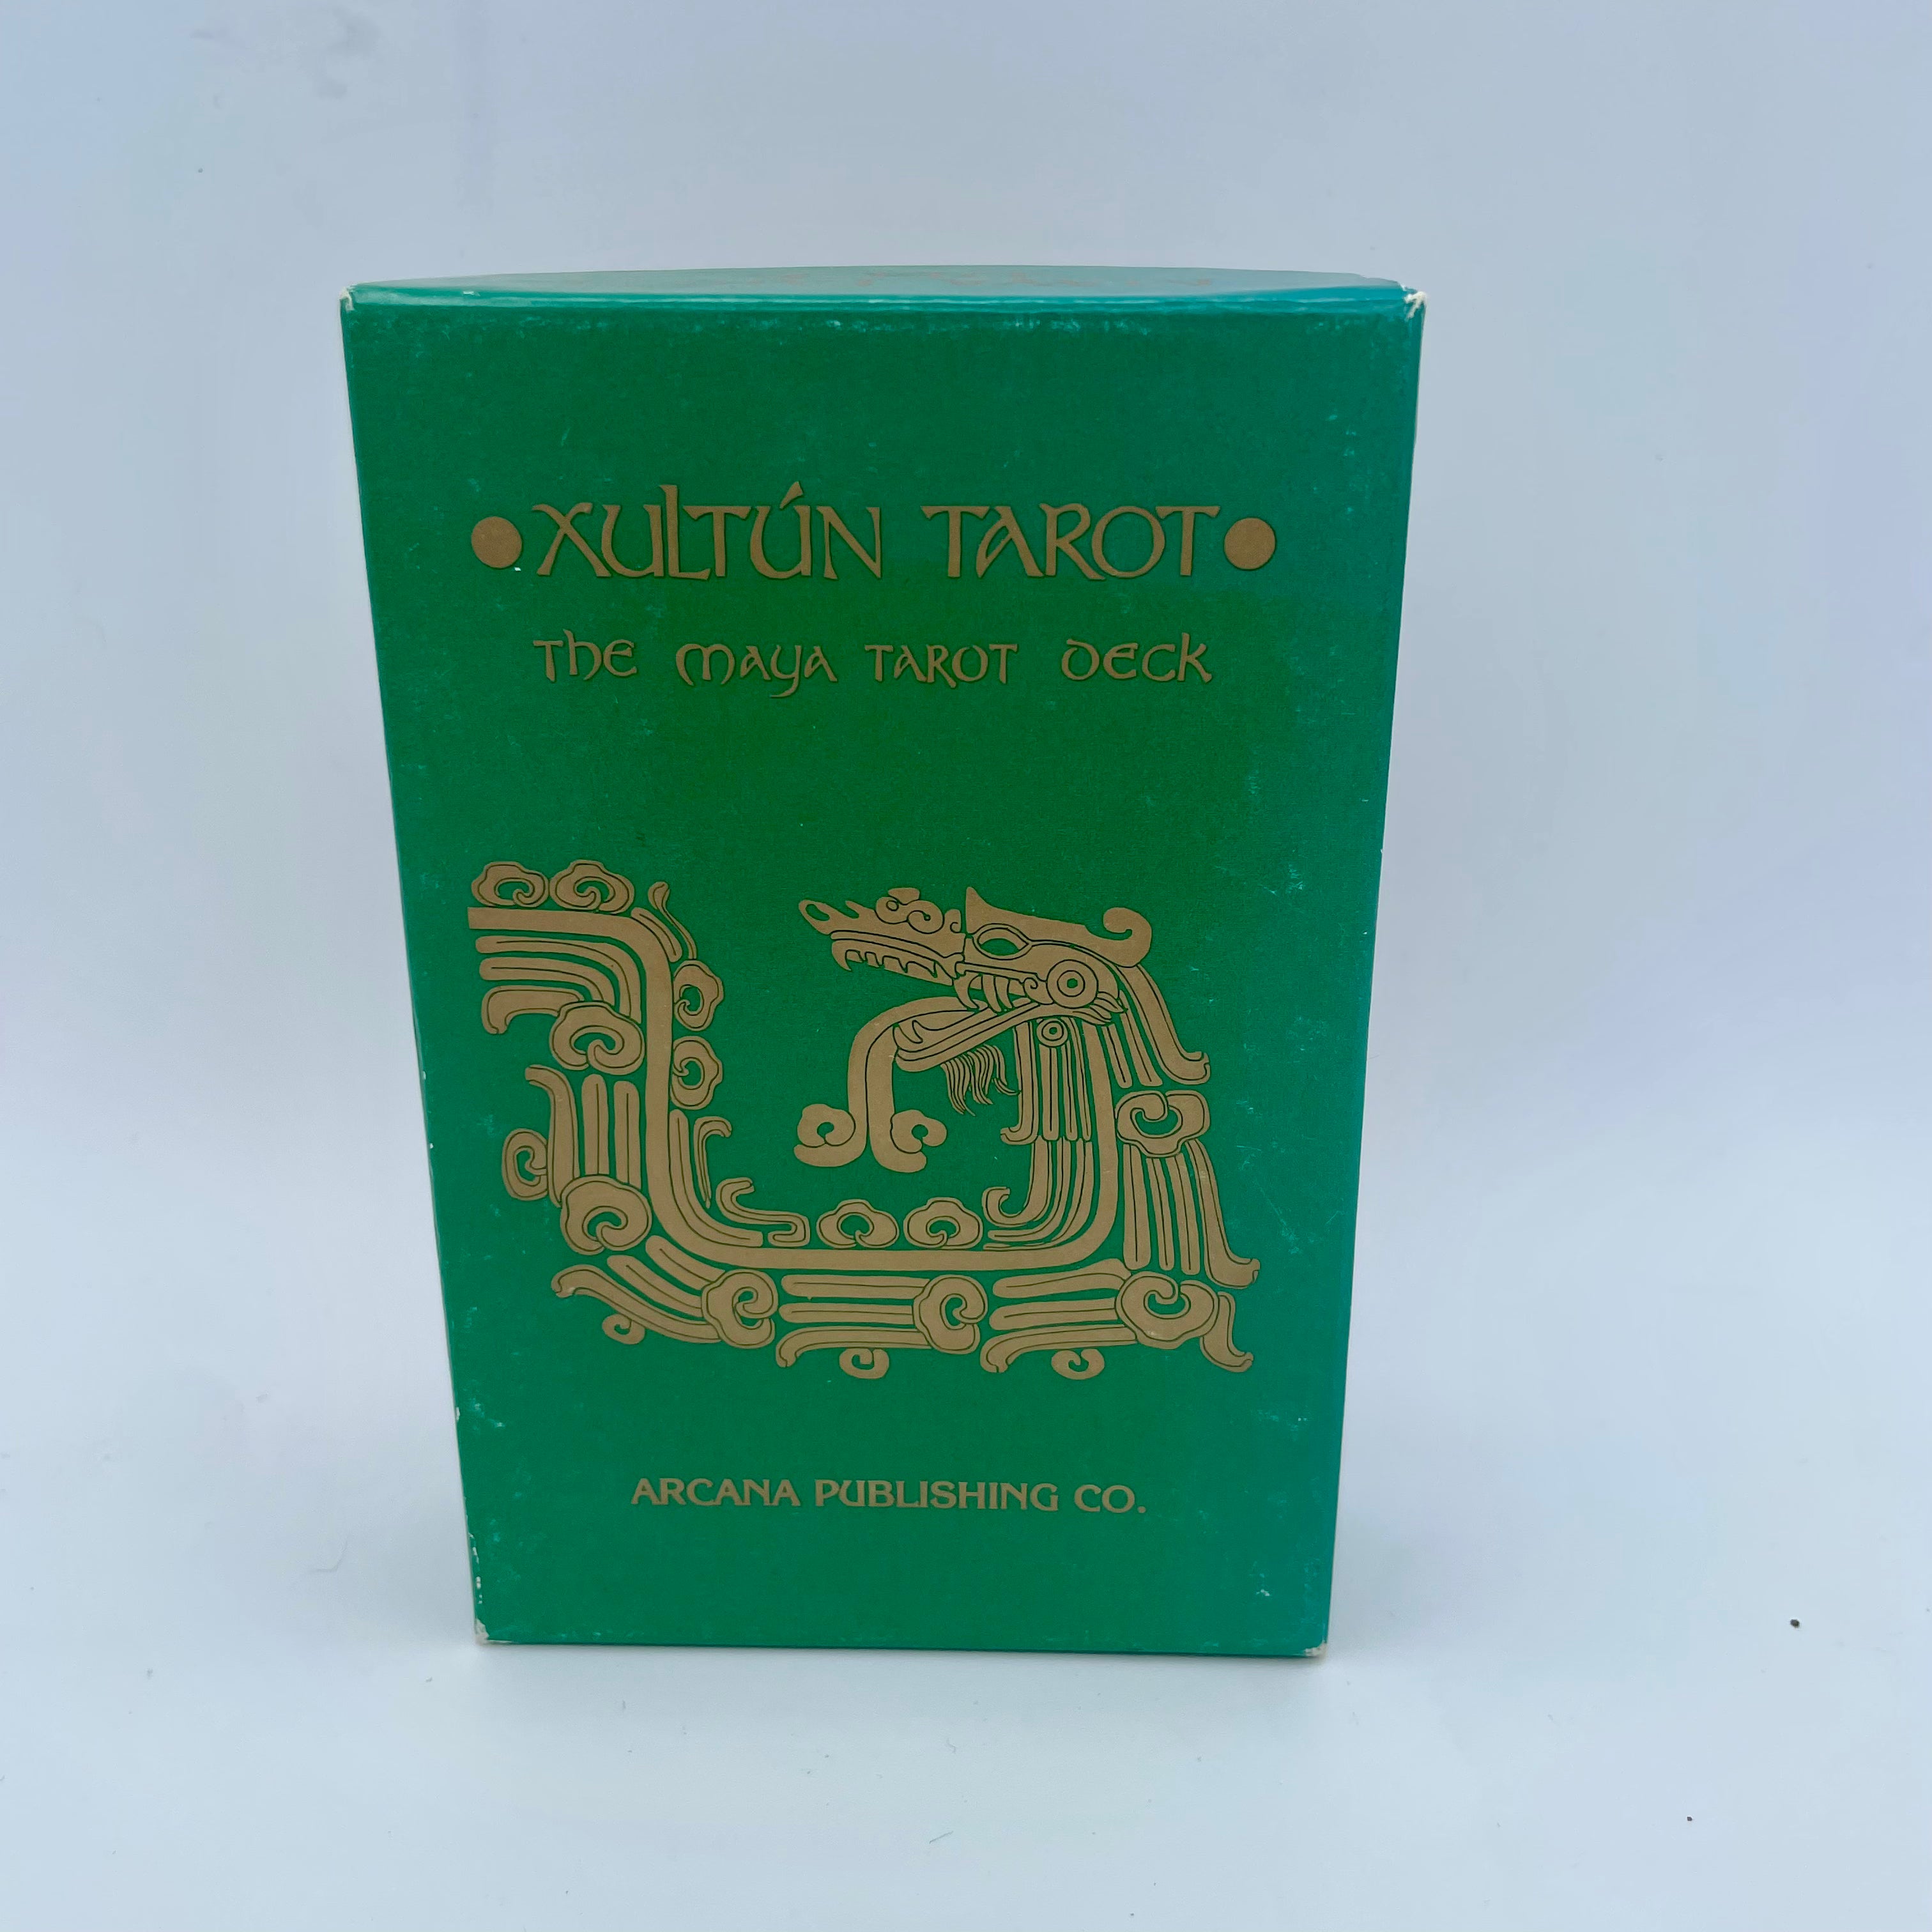 XULTÚN TAROT
The Maya Tarot Deck
ARCANA PUBLISHING CO.